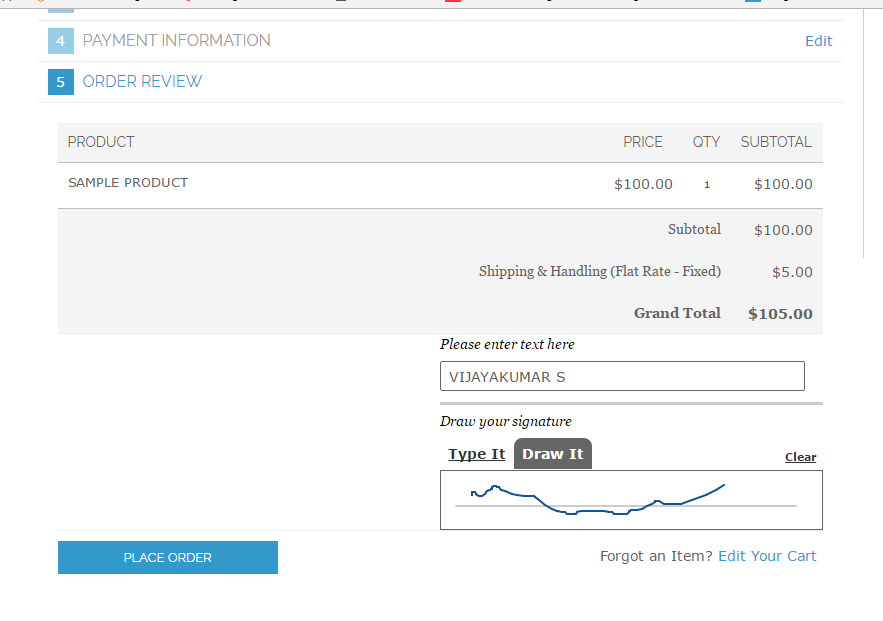 4 PAYMENT INFORMATION Edit
5 ORDER REVIEW
PRODUCT PRICE QTY SUBTOTAL
SAMPLE PRODUCT $100.00 1 $100.00
Subtotal $100.00
Shipping & Handling (Flat Rate - Fixed) $5.00
Grand Total $105.00
Please enter text here
VIJAYAKUMAR S
Draw your signature
Type It Draw It Clear
PLACE ORDER Forgot an Item? Edit Your Cart